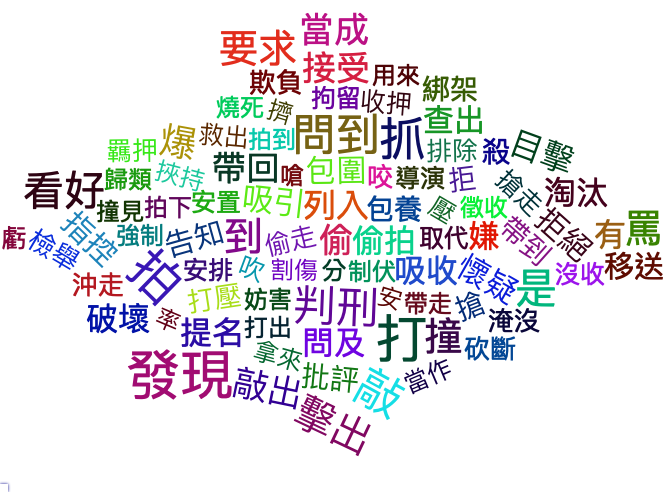 當成
要求
接受
用來
欺負
綁架
拘留
收押
燒死
擠
查出
問到
抓
爆
救出
拍到
目擊
羈押
排除
殺
帶回
嗆
包圍
咬
導演
拒
挾持
歸類
看好
搶走
淘汰
撞見
拍下
安置
吸引
列入
包養
壓
徵收
拒絕
指控
虧
檢舉
強制
告知
到
偷走
偷
偷拍
取代
嫌
帶到
有
罵
移送
沖走
拍
安排
吹
割傷
分
制伏
吸收
懷疑
是
沒收
打壓
妨害
判刑
安
帶走
搶
淹沒
破壞
率
提名
打出
問及
打
撞
砍斷
拿來
發現
敲出
批評
敲
當作
擊出